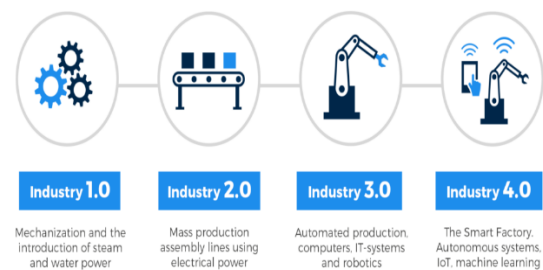 Industry 1.0
Mechanization and the
introduction of steam
and water power
Industry 2.0
Mass production
assembly lines using
electrical power
Industry 3.0
Automated production,
computers, IT-systems
and robotics
Industry 4.0
The Smart Factory.
Autonomous systems,
IoT, machine learning